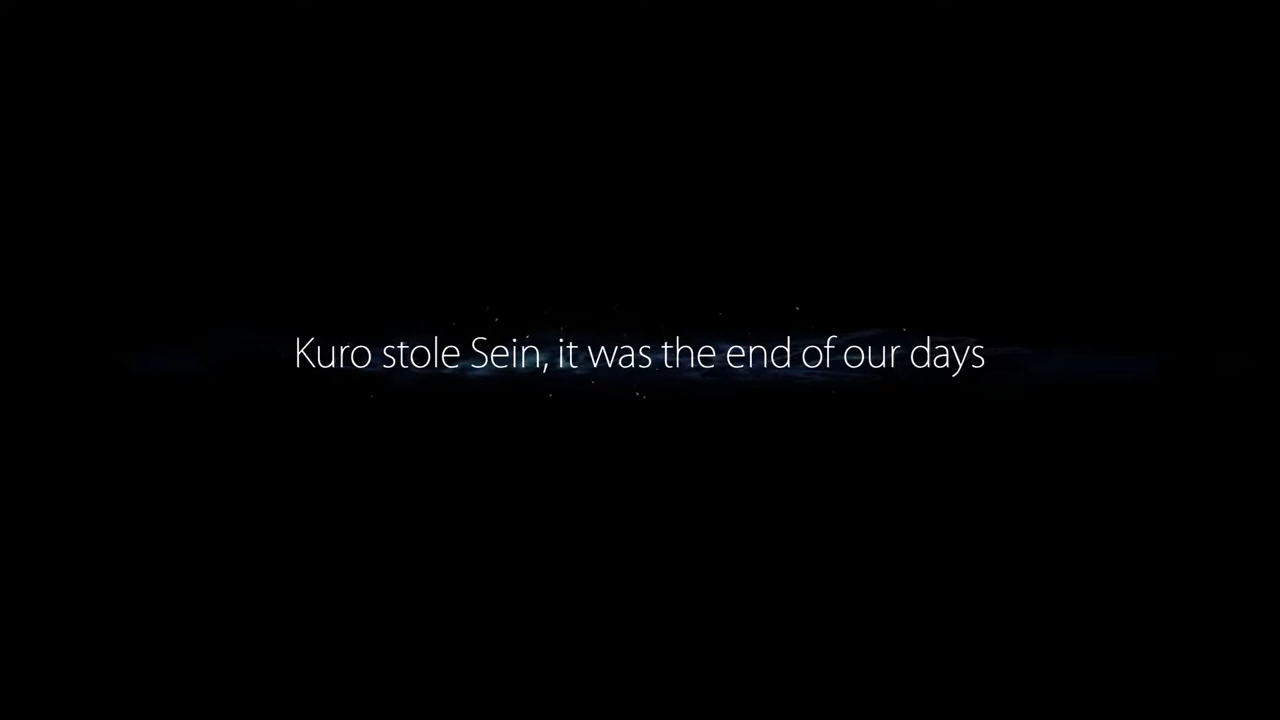 Kuro stole Sein, it was the end of our days